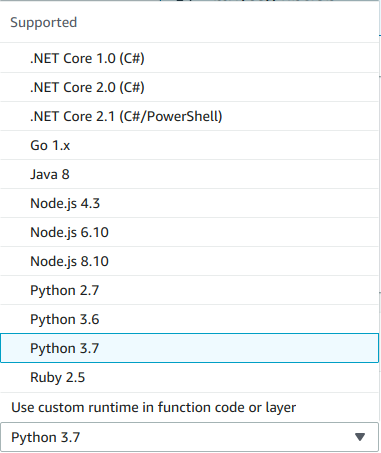 Supported
.NET Core 1.0 (C#)
.NET Core 2.0 (C#)
.NET Core 2.1 (C#/PowerShell)
Go 1.x
Java 8
Node.js 4.3
Node.js 6.10
Node.js 8.10
Python 2.7
Python 3.6
Python 3.7
Ruby 2.5
Use custom runtime in function code or layer
Python 3.7